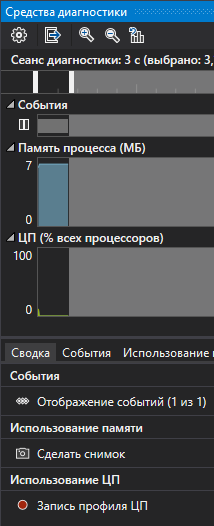 Средства диагностики
Сеанс диагностики: 3 с (выбрано: 3,
События
Память процесса (МБ)
7
0
ЦП (% всех процессоров)
100
0
Сводка События Использование
События
Отображение событий (1 из 1)
Использование памяти
Сделать снимок
Использование ЦП
Запись профиля ЦП